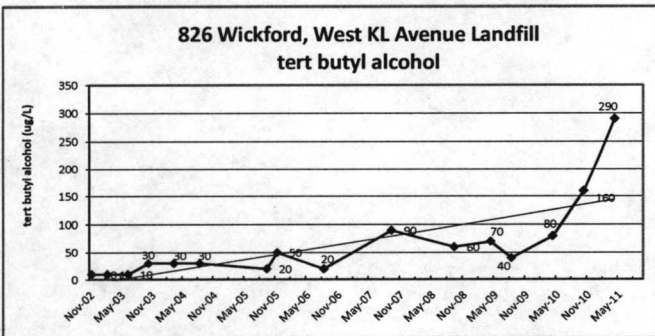 826 Wickford, West KL Avenue Landfill
tert butyl alcohol
tert butyl alcohol (ug/L)
350
300
250
200
150
100
50
0
10
30
30
30
20
50
20
90
60
70
40
80
160
290
Nov-02
May-03
Nov-03
May-04
Nov-04
May-05
Nov-05
May-06
Nov-06
May-07
Nov-07
May-08
Nov-08
May-09
Nov-09
May-10
Nov-10
May-11